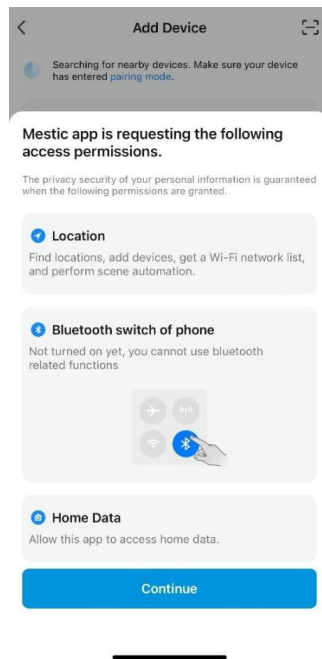 Add Device
Searching for nearby devices. Make sure your device
has entered pairing mode.
Mestic app is requesting the following
access permissions.
The privacy security of your personal information is guaranteed
when the following permissions are granted.
Location
Find locations, add devices, get a Wi-Fi network list,
and perform scene automation.
Bluetooth switch of phone
Not turned on yet, you cannot use bluetooth
related functions
Home Data
Allow this app to access home data.
Continue